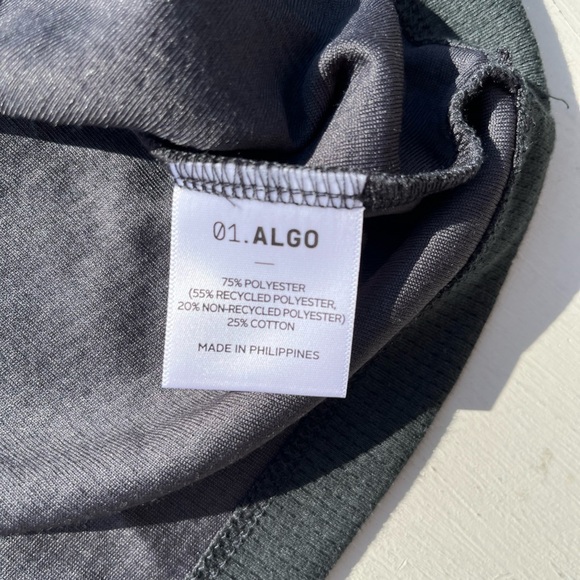 01.ALGO
75% POLYESTER
(55% RECYCLED POLYESTER,
20% NON-RECYCLED POLYESTER)
25% COTTON
MADE IN PHILIPPINES